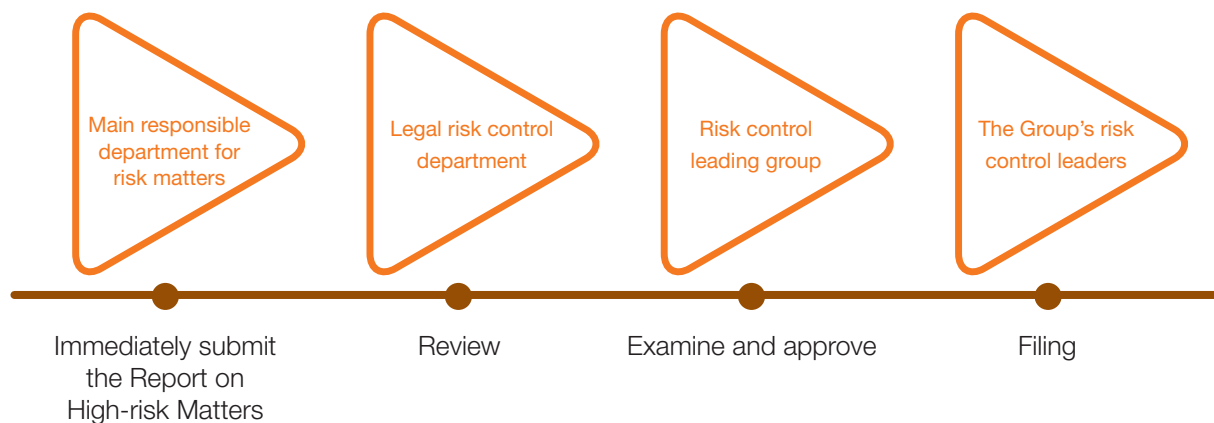 Main responsible
department for
risk matters
Legal risk control
department
Risk control
leading group
The Group’s risk
control leaders
Immediately submit
the Report on
High-risk Matters
Review
Examine and approve
Filing